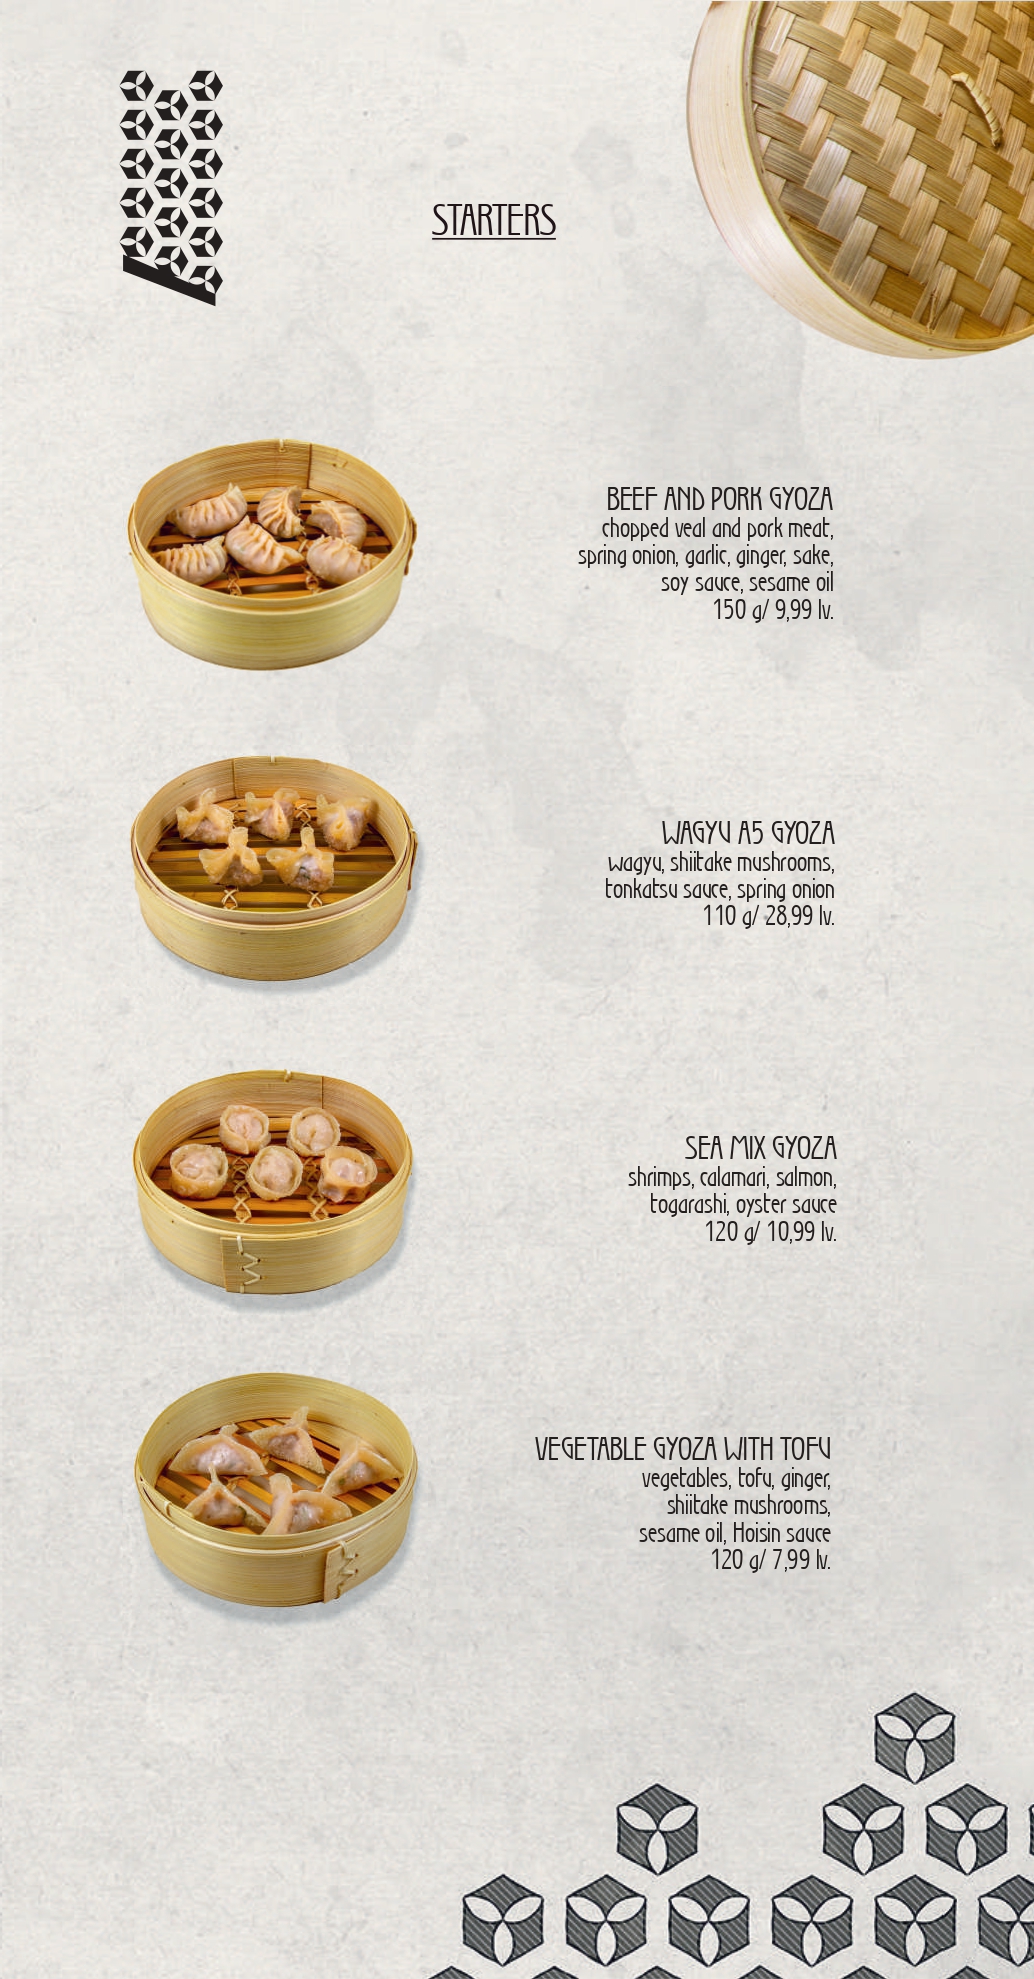 STARTERS
BEEF AND PORK GYOZA
chopped veal and pork meat,
spring onion, garlic, ginger, sake,
soy sauce, sesame oil
150 g/ 9,99 lv.
WAGYU A5 GYOZA
wagyu, shiitake mushrooms,
tonkatsu sauce, spring onion
110 g/ 28,99 lv.
SEA MIX GYOZA
shrimps, calamari, salmon,
togarashi, oyster sauce
120 g/ 10,99 lv.
VEGETABLE GYOZA WITH TOFU
vegetables, tofu, ginger,
shiitake mushrooms,
sesame oil, Hoisin sauce
120 g/ 7,99 lv.